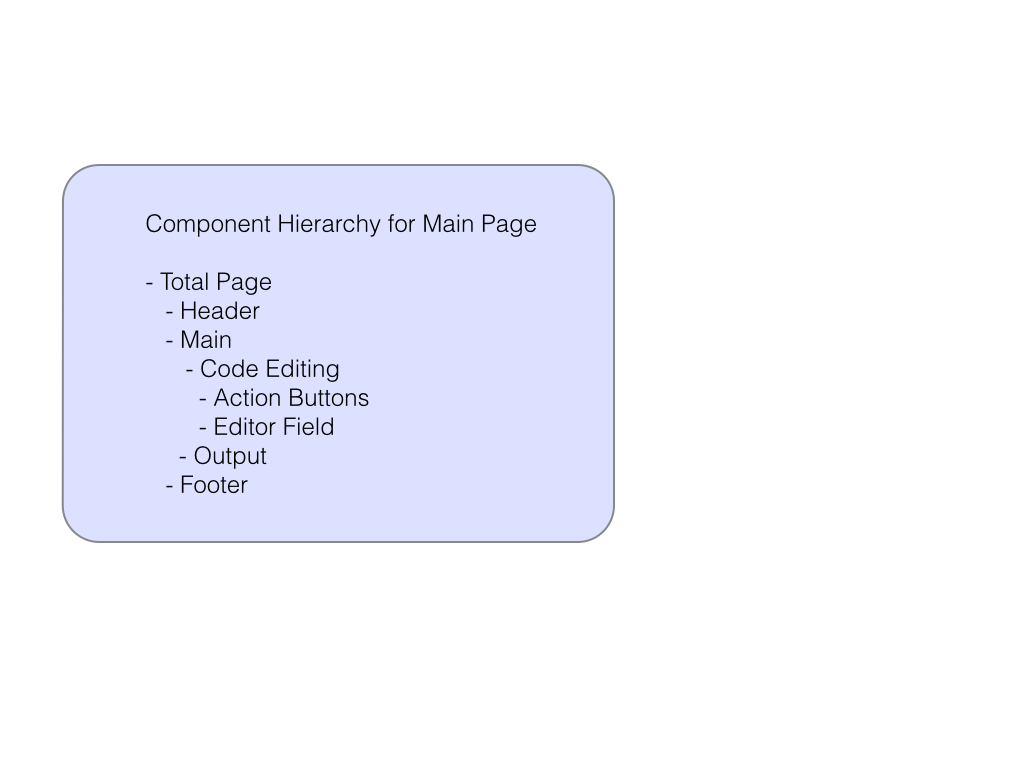 Component Hierarchy for Main Page
- Total Page
- Header
- Main
- Code Editing
- Action Buttons
- Editor Field
- Output
- Footer